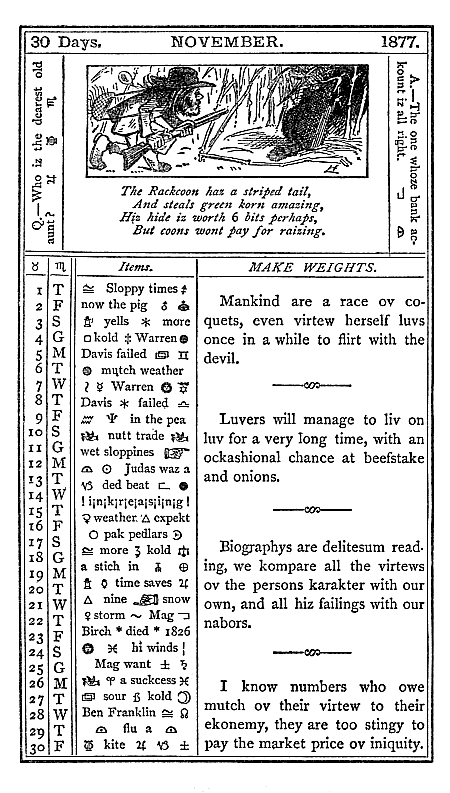 30 Days. NOVEMBER. 1877.
Q.—Who iz the dearest old
aunt?
A.—The one whoze bank ac-
kount iz all right.
The Rackcoon haz a striped tail,
And steals green korn amazing,
Hiz hide iz worth 6 bits perhaps,
But coons wont pay for raizing.
♉ ♏ Items.
1 T Sloppy times
2 F now the pig
3 S yells * more
4 G kold ‡ Warren
5 M Davis failed
6 T mutch weather
7 W Warren
8 T Davis * failed
9 F in the pea
10 S nutt trade
11 G wet sloppines
12 M Judas waz a
13 T ded beat
14 W ! i¡n¡k¡r¡e¡a¡s¡i¡n¡g !
15 T weather. expekt
16 F pak pedlars
17 S more kold
18 G a stich in
19 M time saves
20 T nine snow
21 W storm ~ Mag
22 T Birch * died * 1826
23 F hi winds !
24 S Mag want ±
25 G a suckcess
26 M sour kold
27 T Ben Franklin
28 W flu a
29 T kite
30 F
MAKE WEIGHTS.
Mankind are a race ov co-
quets, even virtew herself luvs
once in a while to flirt with the
devil.
Luvers will manage to liv on
luv for a very long time, with an
ockashional chance at beefstake
and onions.
Biographys are delitesum read-
ing, we kompare all the virtews
ov the persons karakter with our
own, and all hiz failings with our
nabors.
I know numbers who owe
mutch ov their virtew to their
ekonemy, they are too stingy to
pay the market price ov iniquity.